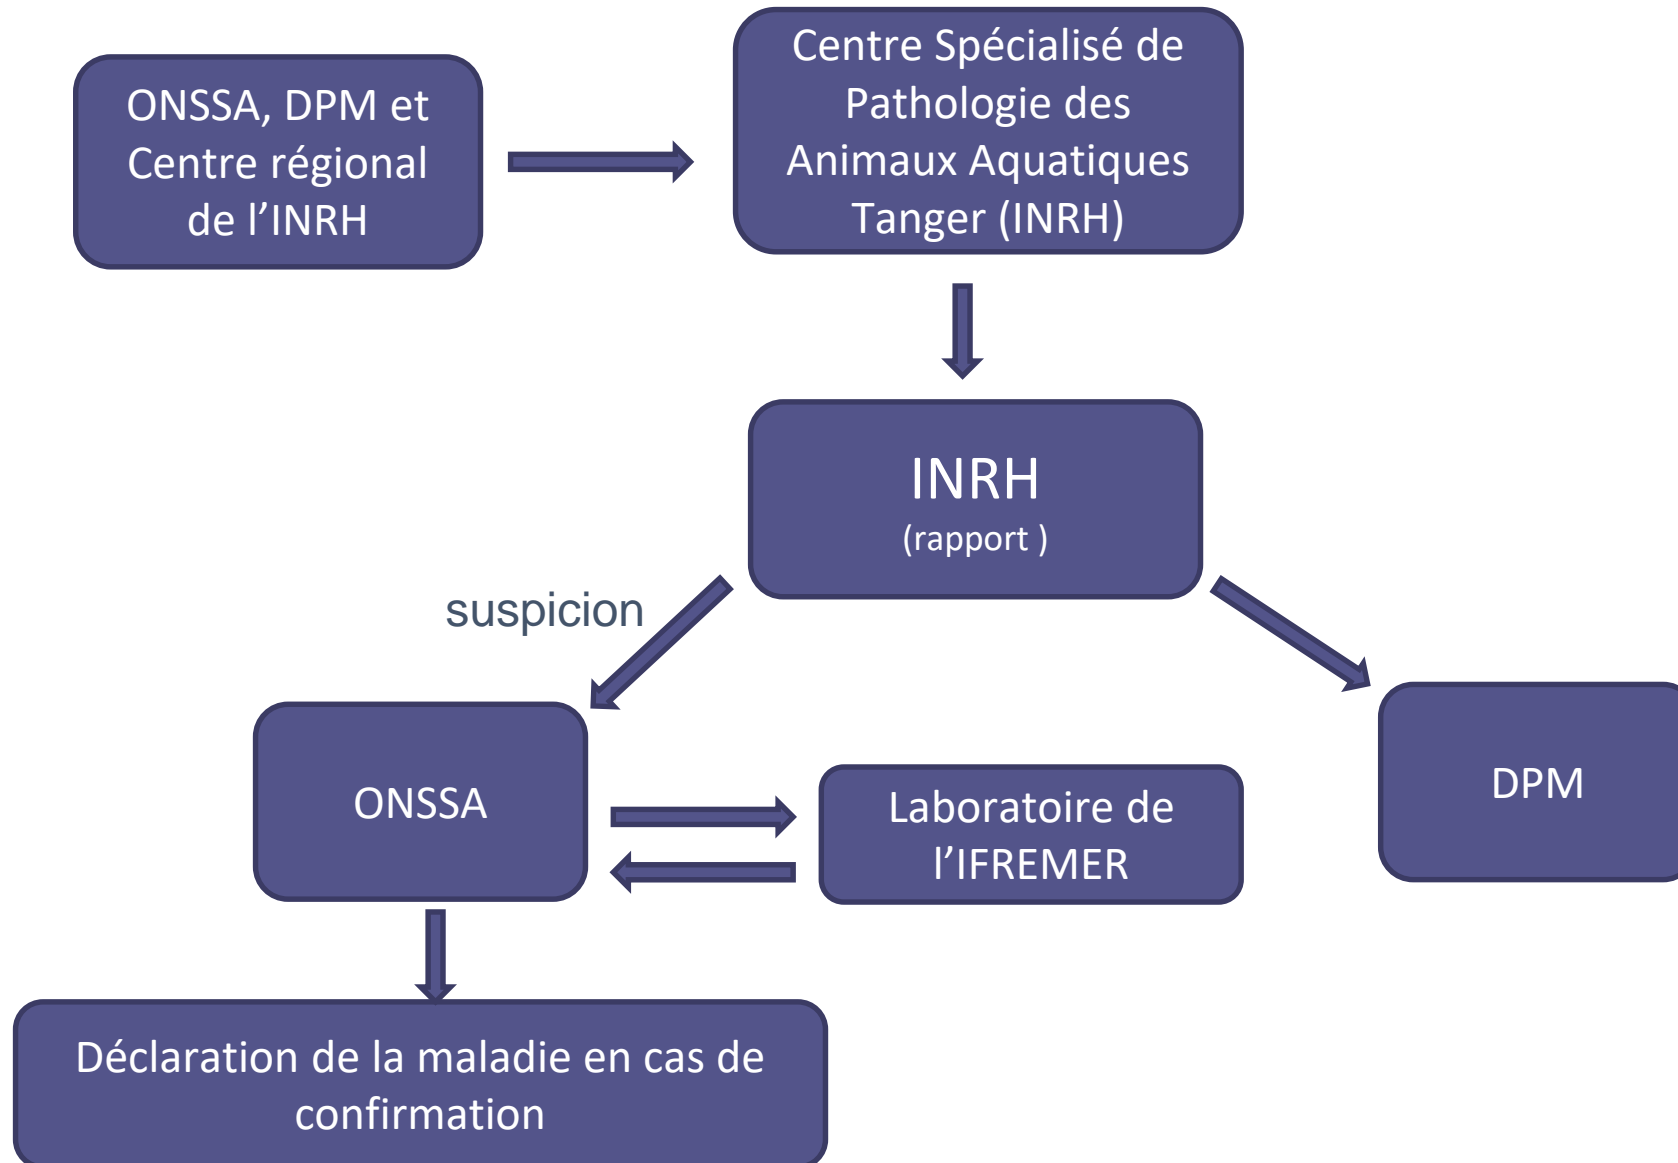 ONSSA, DPM et
Centre régional
de l’INRH
Centre Spécialisé de
Pathologie des
Animaux Aquatiques
Tanger (INRH)
INRH
(rapport )
suspicion
ONSSA
Laboratoire de
l’IFREMER
DPM
Déclaration de la maladie en cas de
confirmation